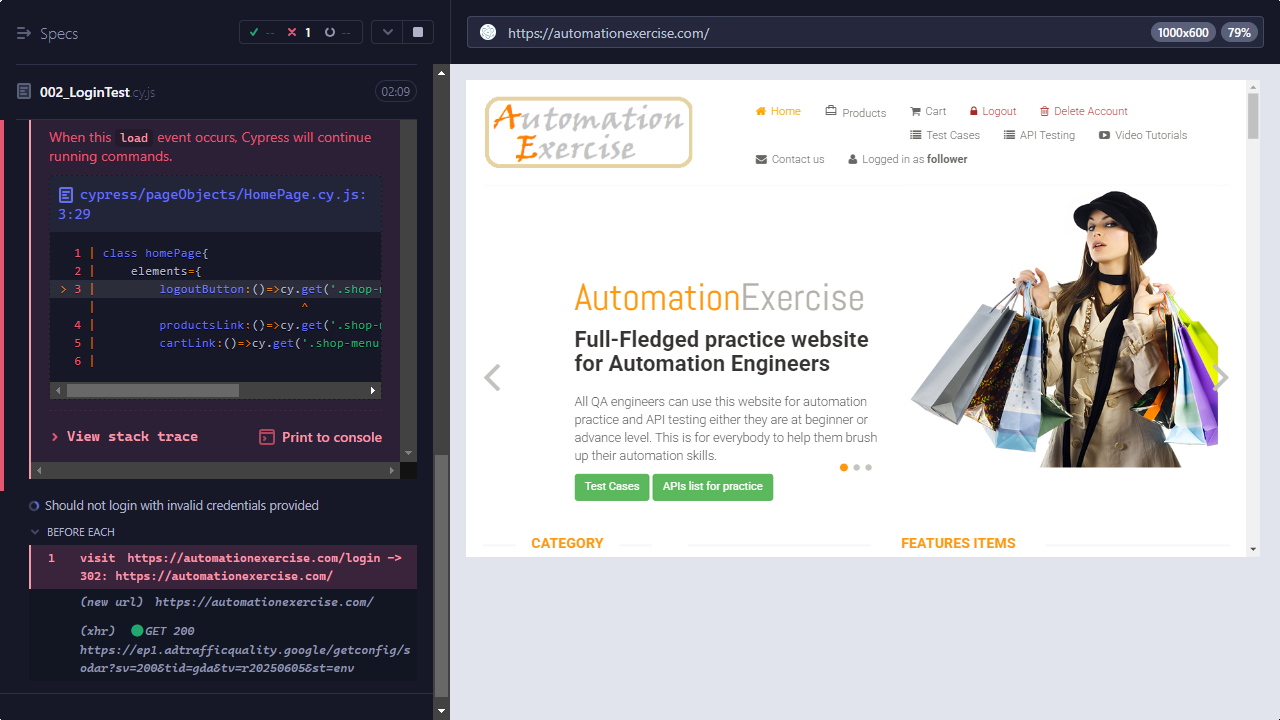 Specs
--
1
--
002_LoginTest.cy.js
02:09
When this load event occurs, Cypress will continue
running commands.
cypress/pageObjects/HomePage.cy.js:
3:29
1 | class homePage{
2 | elements={
> 3 | logoutButton:()=>cy.get('.shop-m
| ^
4 | productsLink:()=>cy.get('.shop-m
5 | cartLink:()=>cy.get('.shop-menu
6 |
View stack trace
Print to console
Should not login with invalid credentials provided
BEFORE EACH
1 visit https://automationexercise.com/login ->
302: https://automationexercise.com/
(new url) https://automationexercise.com/
(xhr) GET 200
https://ep1.adtrafficquality.google/getconfig/s
odar?sv=200&tid=gda&tv=r20250605&st=env
https://automationexercise.com/
1000x600
79%
Automation
Exercise
Home
Products
Cart
Logout
Delete Account
Test Cases
API Testing
Video Tutorials
Contact us
Logged in as follower
AutomationExercise
Full-Fledged practice website
for Automation Engineers
All QA engineers can use this website for automation
practice and API testing either they are at beginner or
advance level. This is for everybody to help them brush
up their automation skills.
Test Cases
APIs list for practice
CATEGORY
FEATURES ITEMS